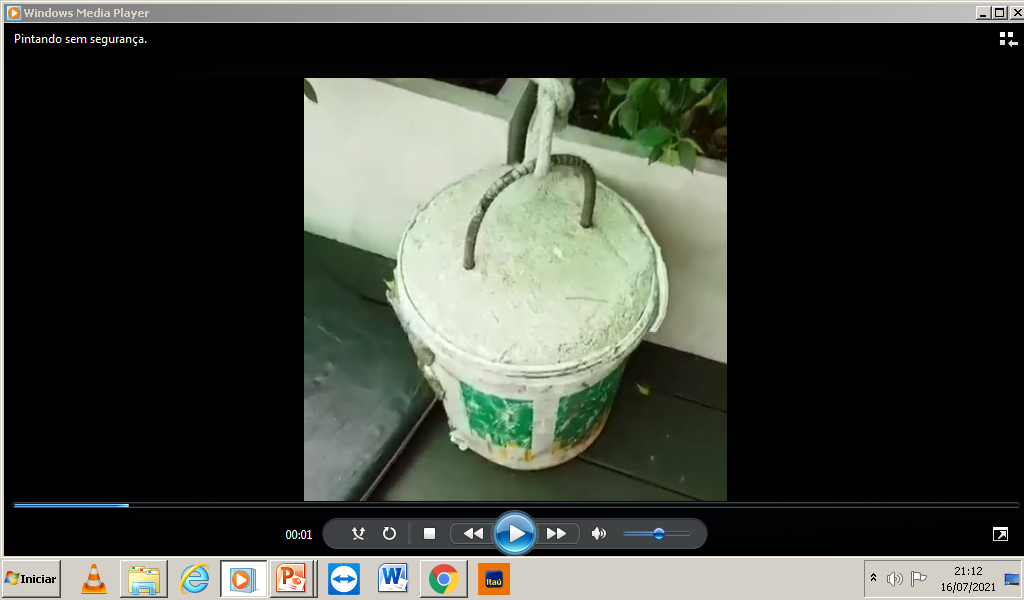 Windows Media Player
Pintando sem segurança.
00:01
Iniciar
Itaú
21:12
16/07/2021